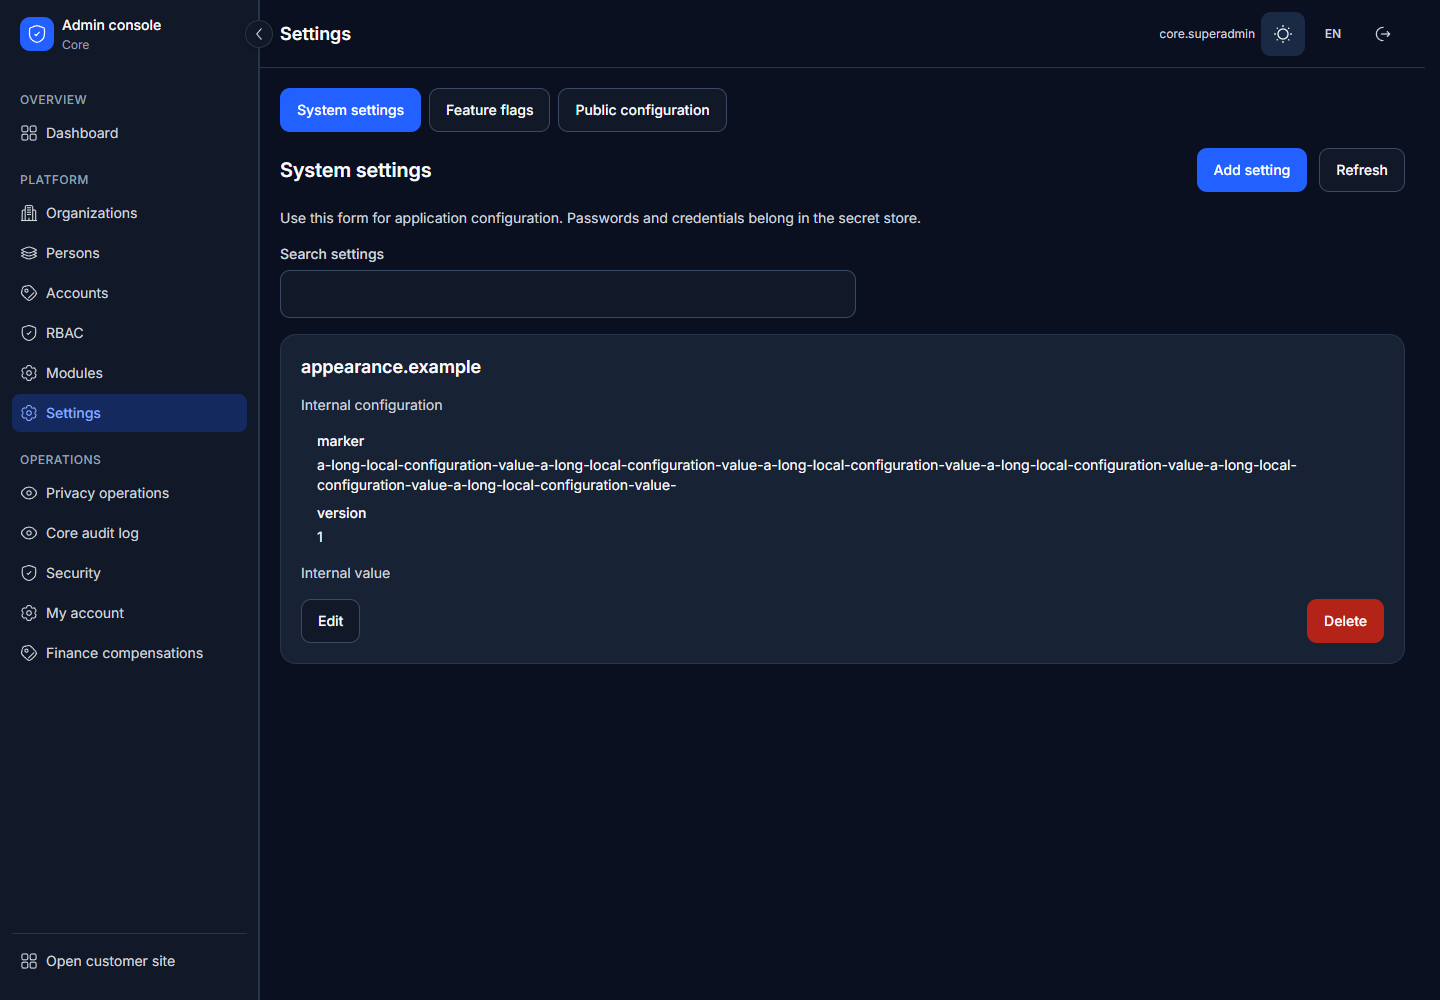 Admin console
Core
Settings
core.superadmin
EN
OVERVIEW
Dashboard
PLATFORM
Organizations
Persons
Accounts
RBAC
Modules
Settings
OPERATIONS
Privacy operations
Core audit log
Security
My account
Finance compensations
Open customer site
System settings
Feature flags
Public configuration
System settings
Add setting
Refresh
Use this form for application configuration. Passwords and credentials belong in the secret store.
Search settings
appearance.example
Internal configuration
marker
a-long-local-configuration-value-a-long-local-configuration-value-a-long-local-configuration-value-a-long-local-configuration-value-a-long-local-
configuration-value-a-long-local-configuration-value-
version
1
Internal value
Edit
Delete